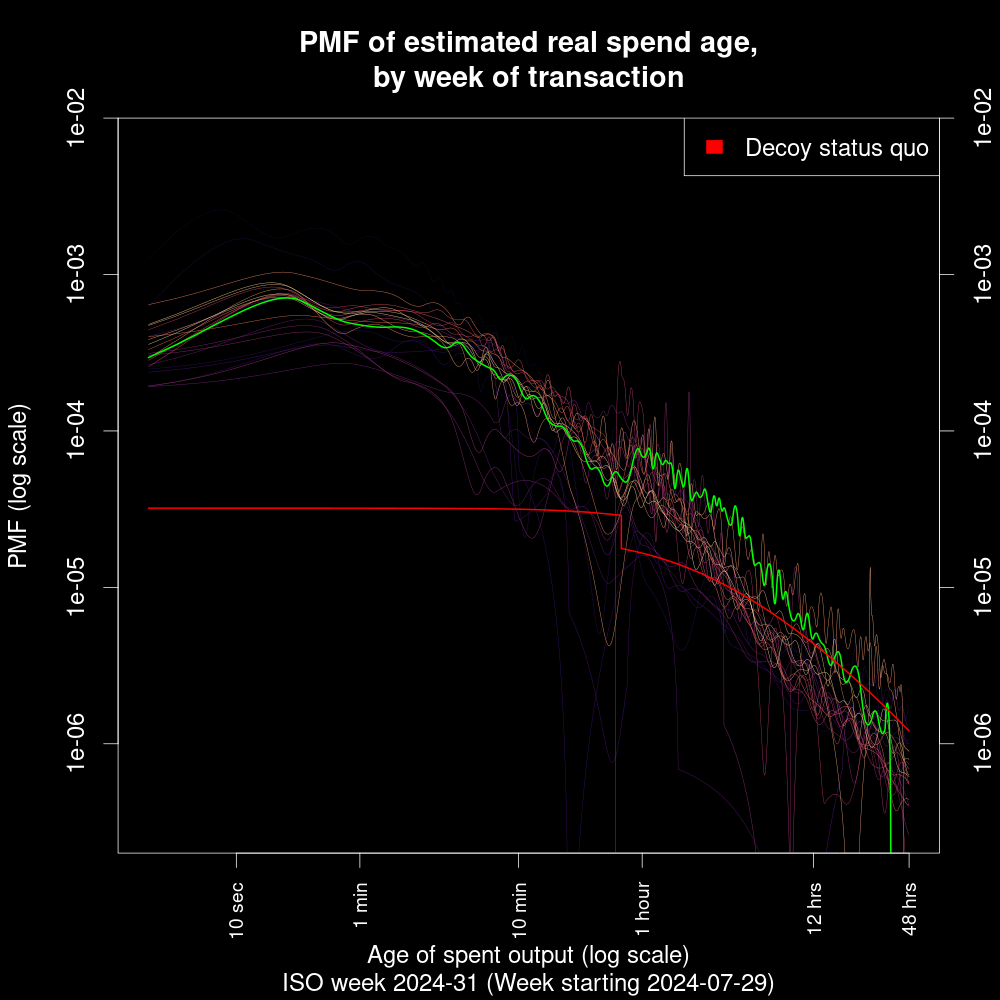 PMF of estimated real spend age,
by week of transaction
Decoy status quo
PMF (log scale)
1e-02
1e-03
1e-04
1e-05
1e-06
1e-02
1e-03
1e-04
1e-05
1e-06
10 sec
1 min
10 min
1 hour
12 hrs
48 hrs
Age of spent output (log scale)
ISO week 2024-31 (Week starting 2024-07-29)